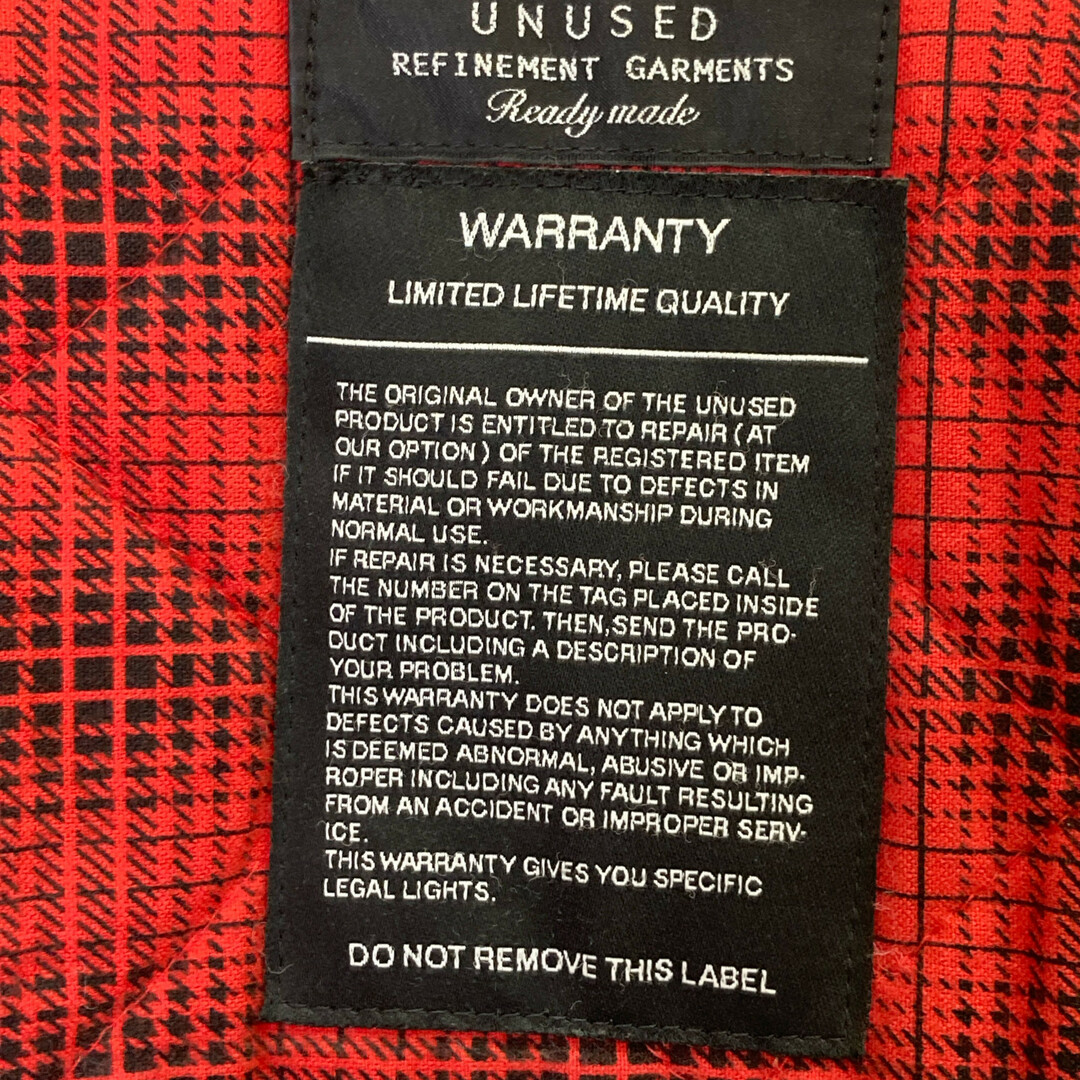 UNUSED
REFINEMENT GARMENTS
Ready made
WARRANTY
LIMITED LIFETIME QUALITY
THE ORIGINAL OWNER OF THE UNUSED
PRODUCT IS ENTITLED TO REPAIR (AT
OUR OPTION) OF THE REGISTERED ITEM
IF IT SHOULD FAIL DUE TO DEFECTS IN
MATERIAL OR WORKMANSHIP DURING
NORMAL USE.
IF REPAIR IS NECESSARY, PLEASE CALL
THE NUMBER ON THE TAG PLACED INSIDE
OF THE PRODUCT. THEN, SEND THE PRO-
DUCT INCLUDING A DESCRIPTION OF
YOUR PROBLEM.
THIS WARRANTY DOES NOT APPLY TO
DEFECTS CAUSED BY ANYTHING WHICH
IS DEEMED ABNORMAL, ABUSIVE OR IMP-
ROPER INCLUDING ANY FAULT RESULTING
FROM AN ACCIDENT OR IMPROPER SERV-
ICE.
THIS WARRANTY GIVES YOU SPECIFIC
LEGAL LIGHTS.
DO NOT REMOVE THIS LABEL